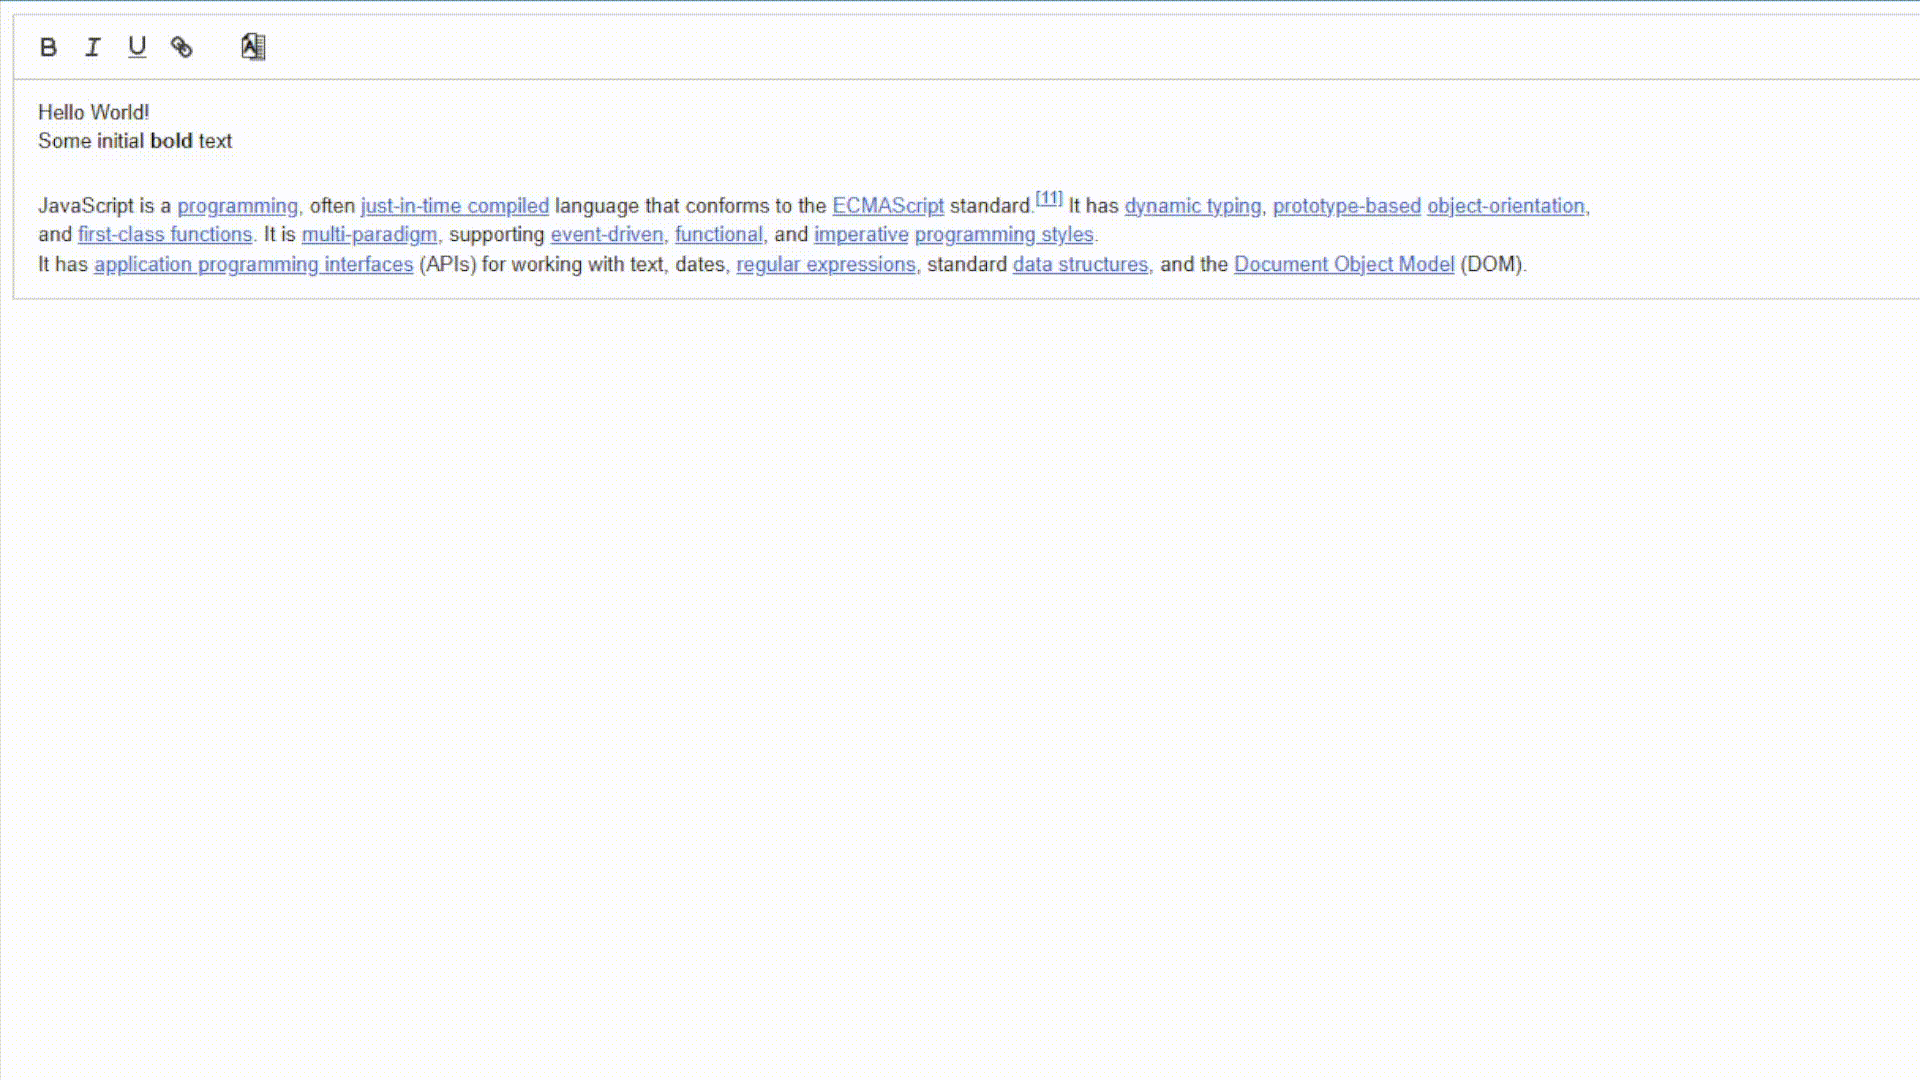 B I U
Hello World!
Some initial bold text
JavaScript is a programming, often just-in-time compiled language that conforms to the ECMAScript standard.[11] It has dynamic typing, prototype-based object-orientation,
and first-class functions. It is multi-paradigm, supporting event-driven, functional, and imperative programming styles.
It has application programming interfaces (APIs) for working with text, dates, regular expressions, standard data structures, and the Document Object Model (DOM).